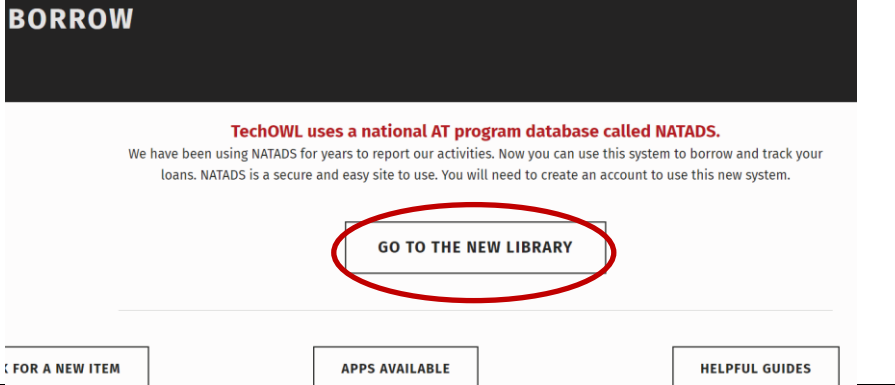 BORROW
TechOWL uses a national AT program database called NATADS.
We have been using NATADS for years to report our activities. Now you can use this system to borrow and track your
loans. NATADS is a secure and easy site to use. You will need to create an account to use this new system.
GO TO THE NEW LIBRARY
FOR A NEW ITEM
APPS AVAILABLE
HELPFUL GUIDES